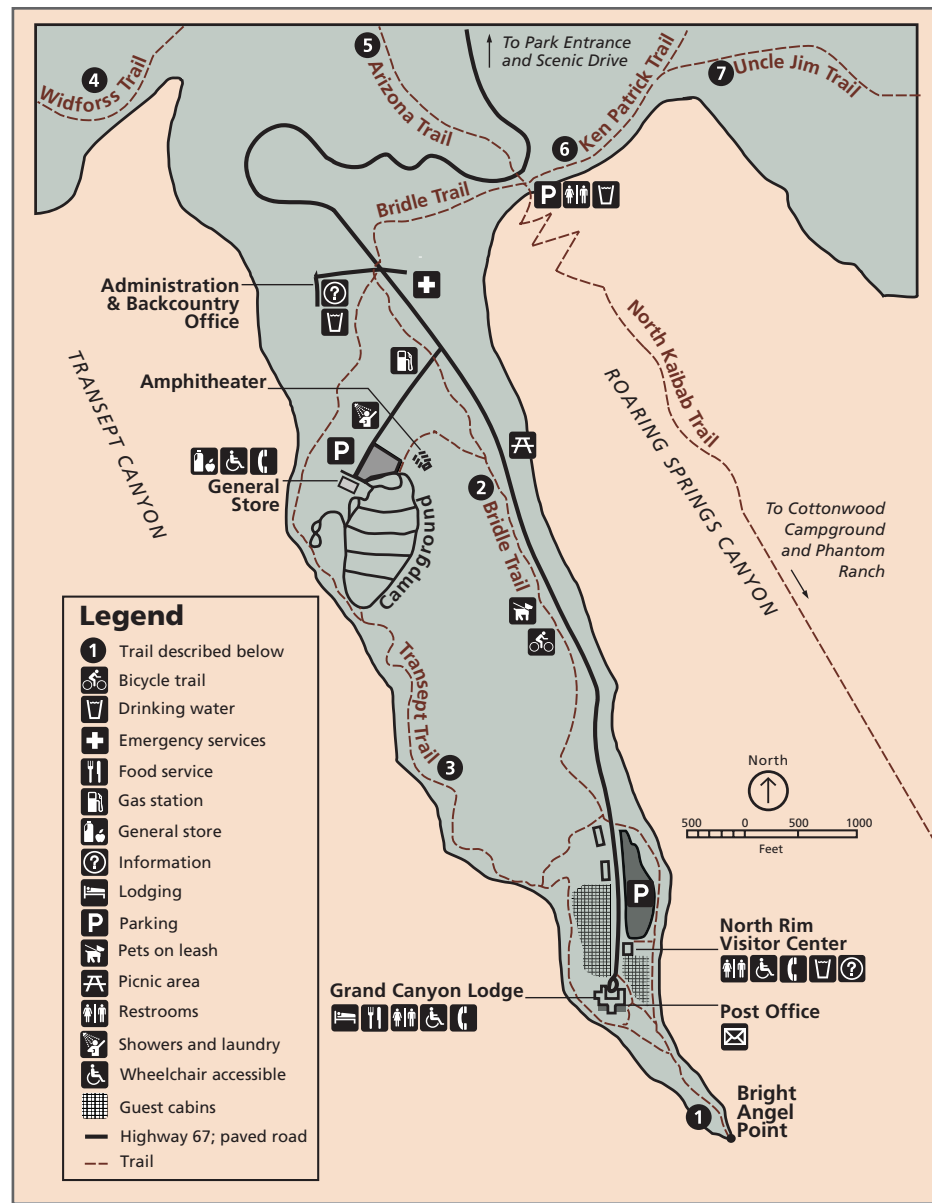 5
To Park Entrance
and Scenic Drive
4
Widforss Trail
Arizona Trail
Ken Patrick Trail
7
Uncle Jim Trail
6
Bridle Trail
P
Administration
& Backcountry
Office
?
North Kaibab Trail
TRANSEPT CANYON
ROARING SPRINGS CANYON
Amphitheater
P
General
Store
2
Bridle Trail
Campground
To Cottonwood
Campground
and Phantom
Ranch
Transept Trail
3
North
500 0 500 1000
Feet
P
North Rim
Visitor Center
?
Grand Canyon Lodge
Post Office
1
Bright
Angel
Point
Legend
1 Trail described below
Bicycle trail
Drinking water
Emergency services
Food service
Gas station
General store
? Information
Lodging
P Parking
Pets on leash
Picnic area
Restrooms
Showers and laundry
Wheelchair accessible
Guest cabins
Highway 67; paved road
Trail